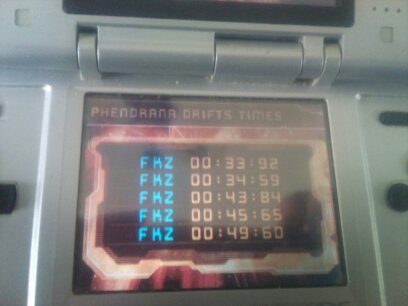 PHENDRANA DRIFTS TIMES
FKZ 00:33:92
FKZ 00:34:59
FKZ 00:43:84
FKZ 00:45:65
FKZ 00:49:60